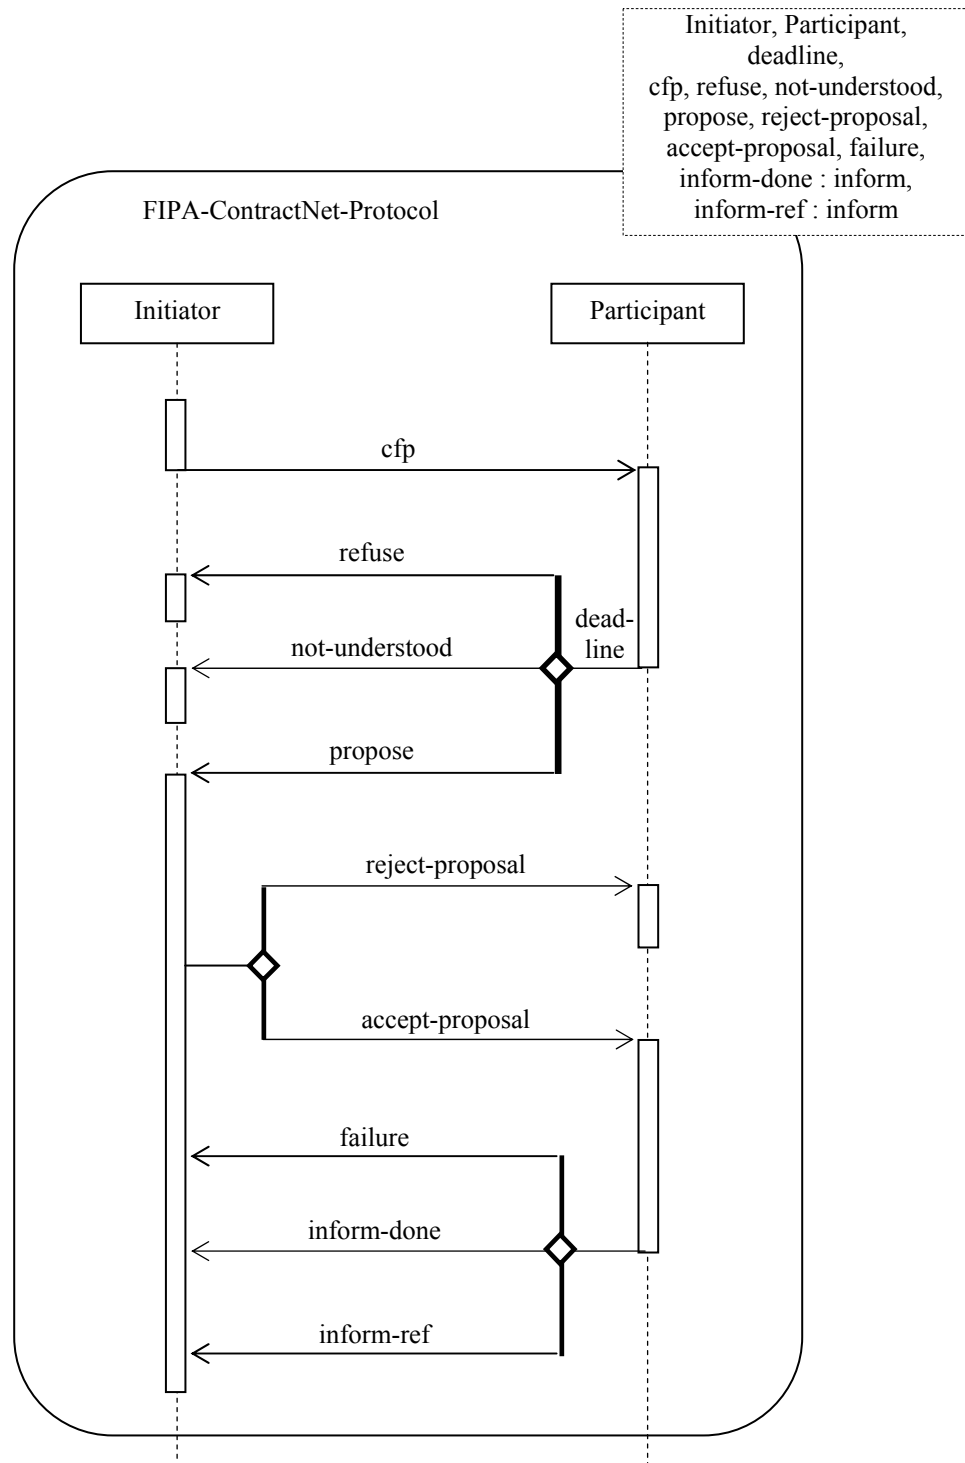 Initiator, Participant,
deadline,
cfp, refuse, not-understood,
propose, reject-proposal,
accept-proposal, failure,
inform-done : inform,
inform-ref : inform
FIPA-ContractNet-Protocol
Initiator
Participant
cfp
refuse
dead-
line
not-understood
propose
reject-proposal
accept-proposal
failure
inform-done
inform-ref